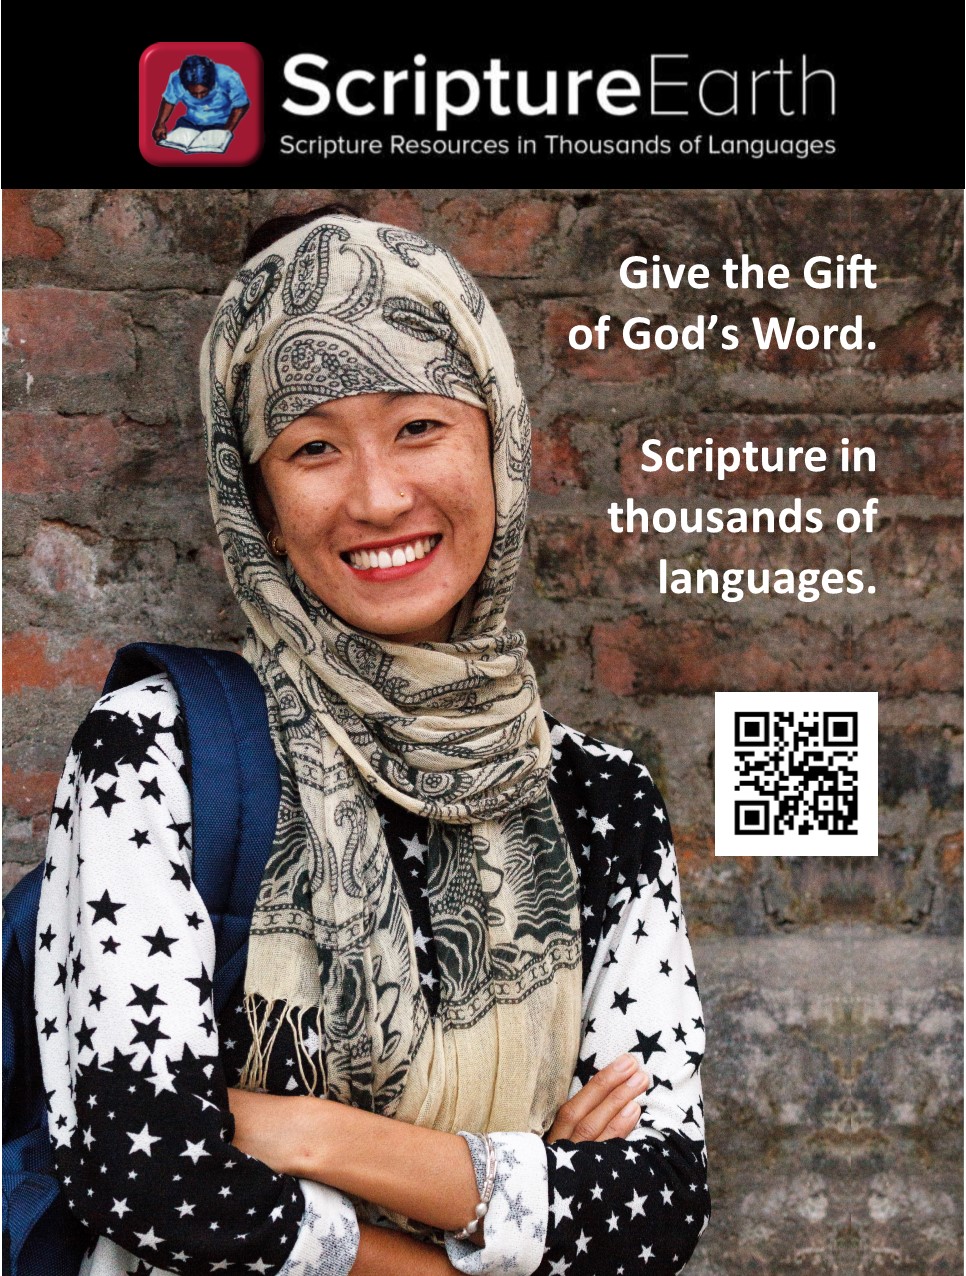 ScriptureEarth
Scripture Resources in Thousands of Languages
Give the Gift
of God’s Word.
Scripture in
thousands of
languages.